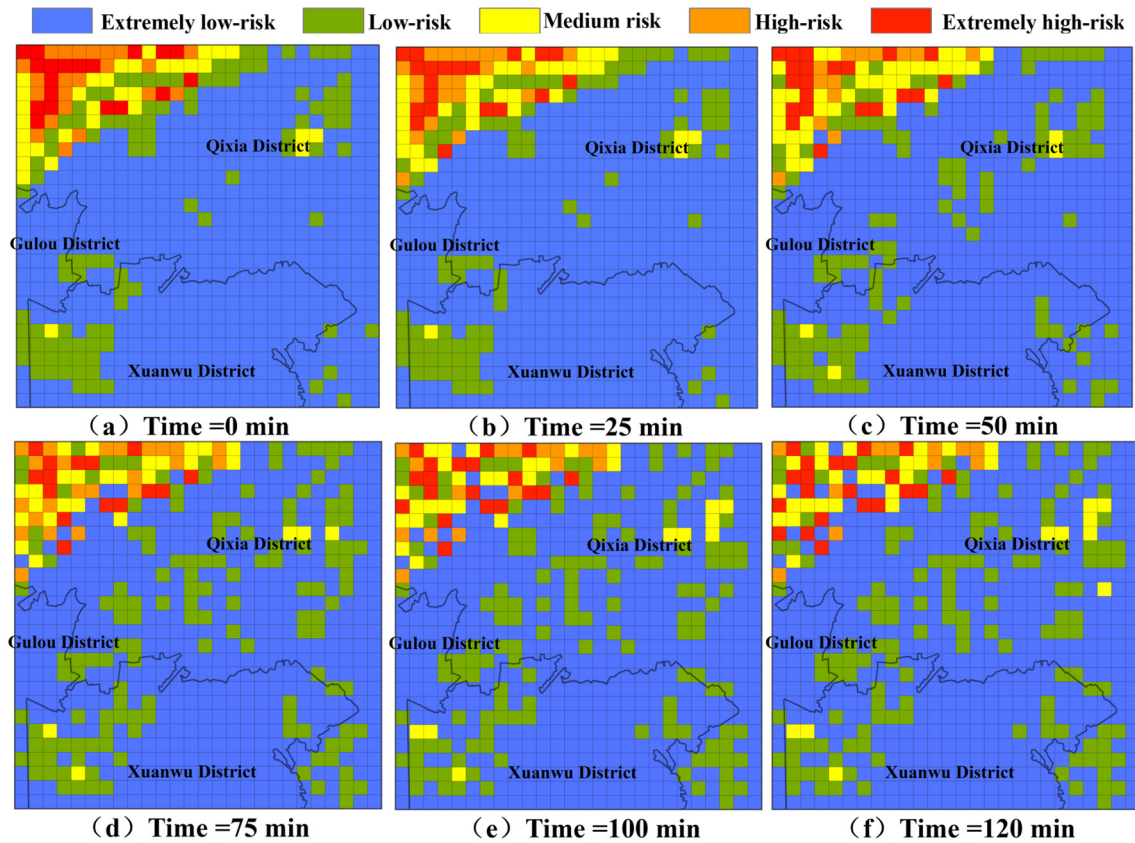 Extremely low-risk Low-risk Medium risk High-risk Extremely high-risk
Qixia District Qixia District Qixia District
Gulou District Gulou District Gulou District
Xuanwu District Xuanwu District Xuanwu District
（a）Time =0 min （b）Time =25 min （c）Time =50 min
Qixia District Qixia District Qixia District
Gulou District Gulou District Gulou District
Xuanwu District Xuanwu District Xuanwu District
（d）Time =75 min （e）Time =100 min （f）Time =120 min